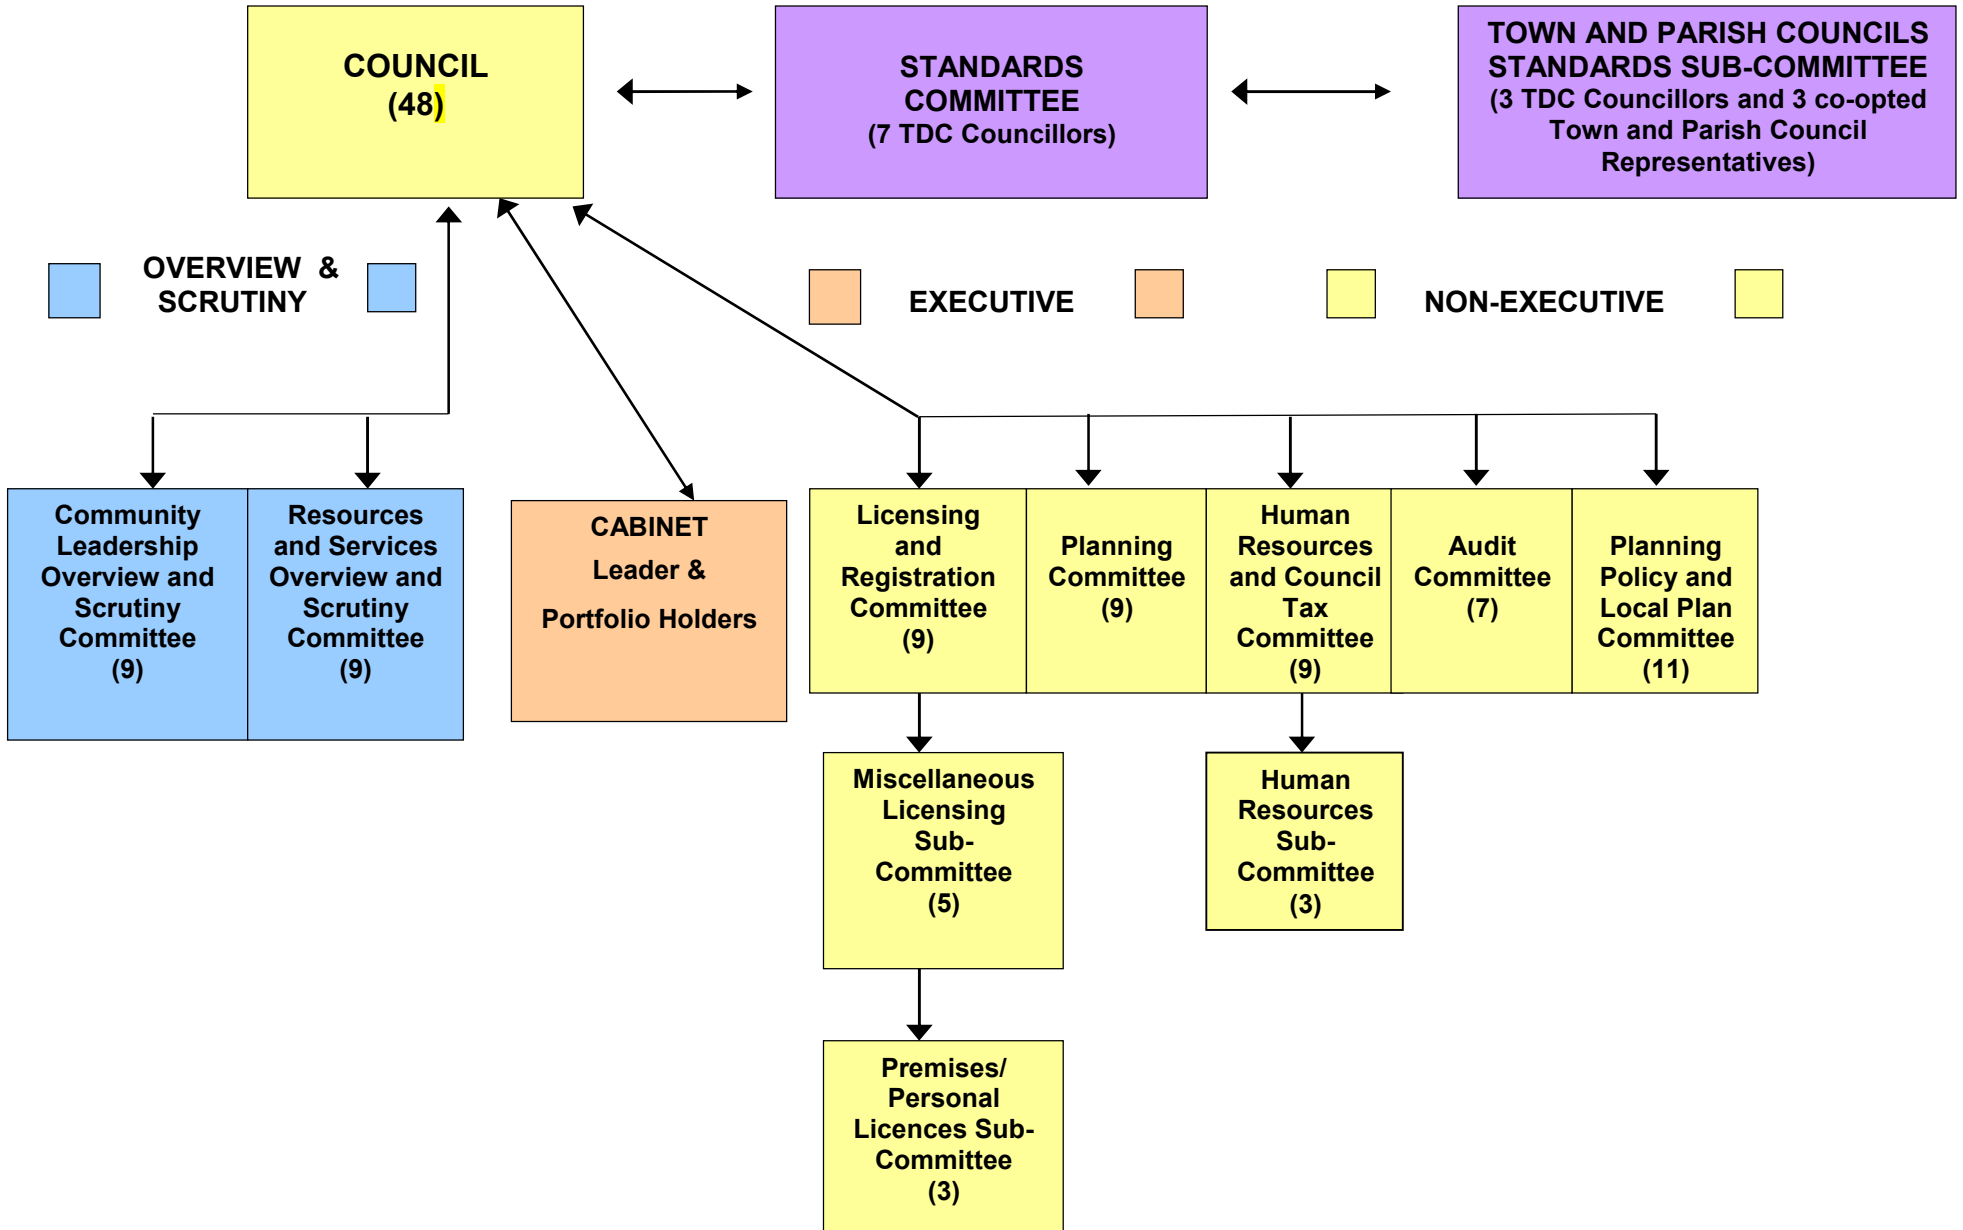 COUNCIL
(48)
STANDARDS
COMMITTEE
(7 TDC Councillors)
TOWN AND PARISH COUNCILS
STANDARDS SUB-COMMITTEE
(3 TDC Councillors and 3 co-opted
Town and Parish Council
Representatives)
OVERVIEW &
SCRUTINY
EXECUTIVE
NON-EXECUTIVE
Community
Leadership
Overview and
Scrutiny
Committee
(9)
Resources
and Services
Overview and
Scrutiny
Committee
(9)
CABINET
Leader &
Portfolio Holders
Licensing
and
Registration
Committee
(9)
Planning
Committee
(9)
Human
Resources
and Council
Tax
Committee
(9)
Audit
Committee
(7)
Planning
Policy and
Local Plan
Committee
(11)
Miscellaneous
Licensing
Sub-
Committee
(5)
Human
Resources
Sub-
Committee
(3)
Premises/
Personal
Licences Sub-
Committee
(3)